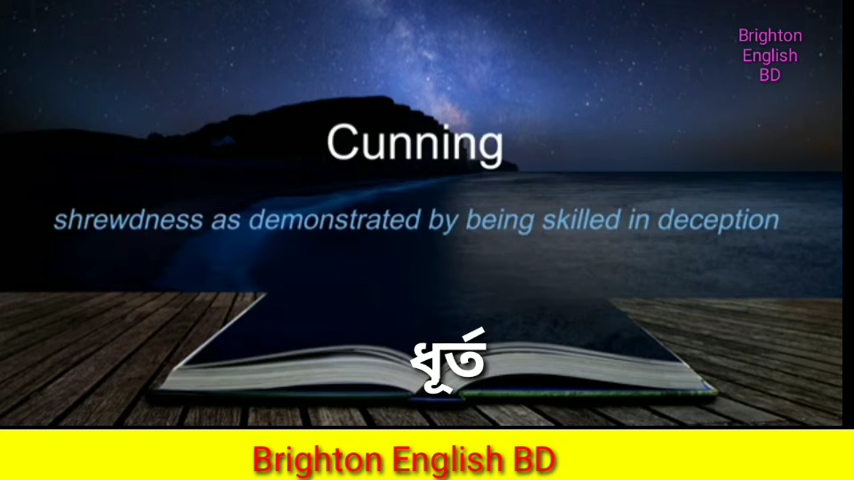 Brighton
English
BD
Cunning
shrewdness as demonstrated by being skilled in deception
ধূর্ত
Brighton English BD